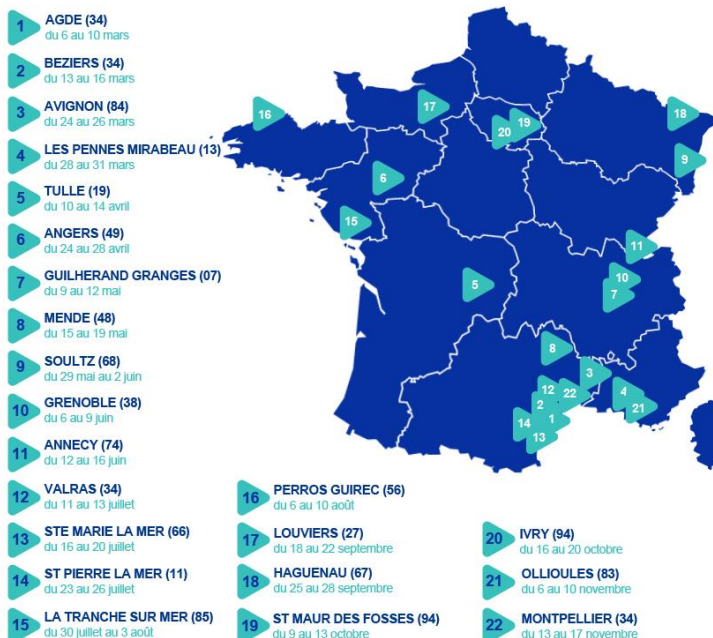 1
AGDE (34)
du 6 au 10 mars
2
BEZIERS (34)
du 13 au 16 mars
3
AVIGNON (84)
du 24 au 26 mars
4
LES PENNES MIRABEAU (13)
du 28 au 31 mars
5
TULLE (19)
du 10 au 14 avril
6
ANGERS (49)
du 24 au 28 avril
7
GUILHERAND GRANGES (07)
du 9 au 12 mai
8
MENDE (48)
du 15 au 19 mai
9
SOULTZ (68)
du 29 mai au 2 juin
10
GRENOBLE (38)
du 6 au 9 juin
11
ANNECY (74)
du 12 au 16 juin
12
VALRAS (34)
du 11 au 13 juillet
13
STE MARIE LA MER (66)
du 16 au 20 juillet
14
ST PIERRE LA MER (11)
du 23 au 26 juillet
15
LA TRANCHE SUR MER (85)
du 30 juillet au 3 août
16
PERROS GUIREC (56)
du 6 au 10 août
17
LOUVIERS (27)
du 18 au 22 septembre
18
HAGUENAU (67)
du 25 au 28 septembre
19
ST MAUR DES FOSSES (94)
du 9 au 13 octobre
20
IVRY (94)
du 16 au 20 octobre
21
OLLIOULES (83)
du 6 au 10 novembre
22
MONTPELLIER (34)
du 13 au 17 novembre
16
17
18
19
20
9
6
15
11
10
5
7
8
3
12
22
4
2
21
14
1
13